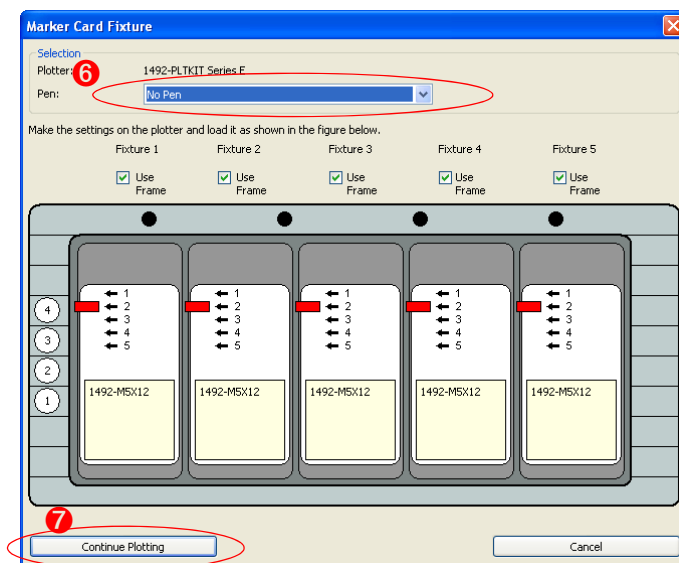 Marker Card Fixture
Selection
Plotter: 1492-PLTKIT Series E
6
Pen: No Pen
Make the settings on the plotter and load it as shown in the figure below.
Fixture 1 Fixture 2 Fixture 3 Fixture 4 Fixture 5
Use Frame Use Frame Use Frame Use Frame Use Frame
1 1 1 1 1
4 2 2 2 2 2
3 3 3 3 3
3 4 4 4 4 4
5 5 5 5 5
2
1 1492-M5X12 1492-M5X12 1492-M5X12 1492-M5X12 1492-M5X12
7
Continue Plotting Cancel